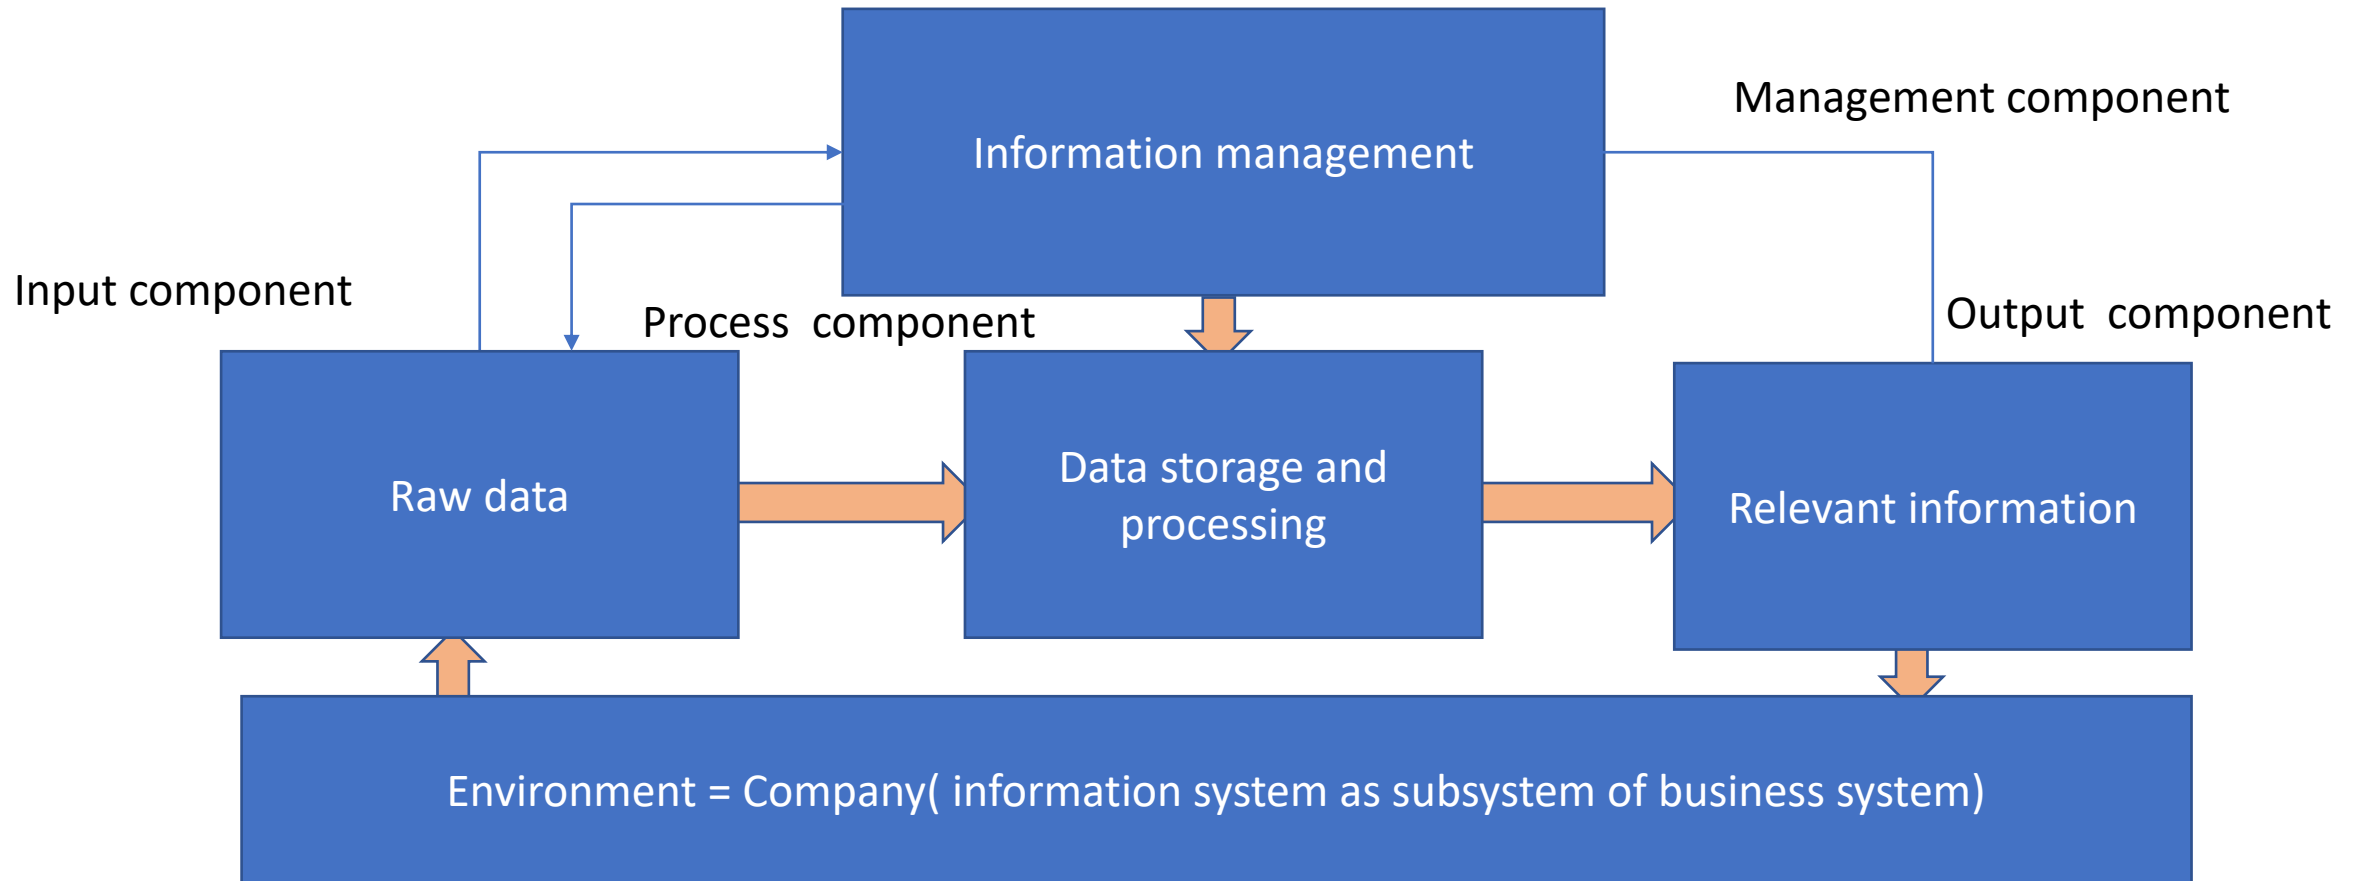 Management component
Information management
Input component
Process  component
Output  component
Raw data
Data storage and
processing
Relevant information
Environment = Company( information system as subsystem of business system)